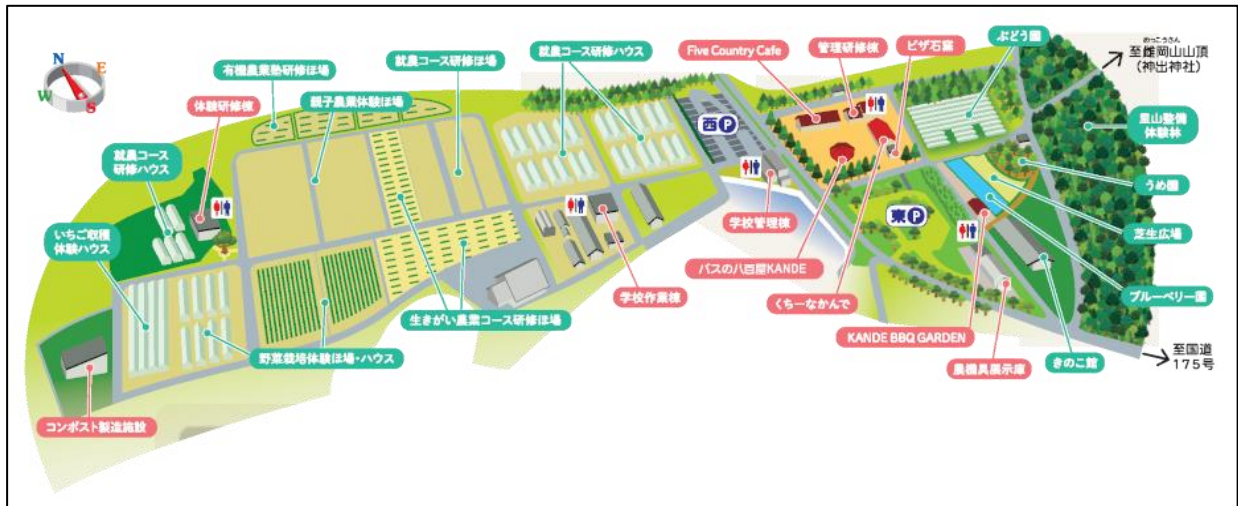 N
E
W
S
有機農業塾研修ほ場
体験研修棟
親子農業体験ほ場
就農コース研修ほ場
就農コース研修ハウス
Five Country Cafe
管理研修棟
ピザ石窯
ぶどう園
めっこうさん
至雌岡山山頂
(神出神社)
里山整備
体験林
うめ園
芝生広場
ブルーベリー園
きのこ館
至国道
175号
農機具展示庫
KANDE BBQ GARDEN
くちーなかんで
バスの八百屋KANDE
学校管理棟
西P
東P
就農コース
研修ハウス
いちご収穫
体験ハウス
学校作業棟
生きがい農業コース研修ほ場
野菜栽培体験ほ場・ハウス
コンポスト製造施設